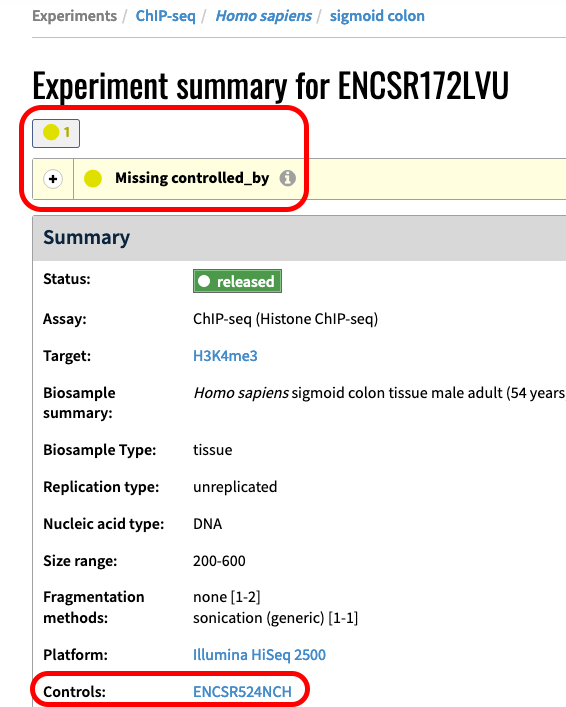 Experiments / ChIP-seq / Homo sapiens / sigmoid colon
Experiment summary for ENCSR172LVU
1
+ Missing controlled_by i
Summary
Status: released
Assay: ChIP-seq (Histone ChIP-seq)
Target: H3K4me3
Biosample summary: Homo sapiens sigmoid colon tissue male adult (54 years
Biosample Type: tissue
Replication type: unreplicated
Nucleic acid type: DNA
Size range: 200-600
Fragmentation none [1-2]
methods: sonication (generic) [1-1]
Platform: Illumina HiSeq 2500
Controls: ENCSR524NCH